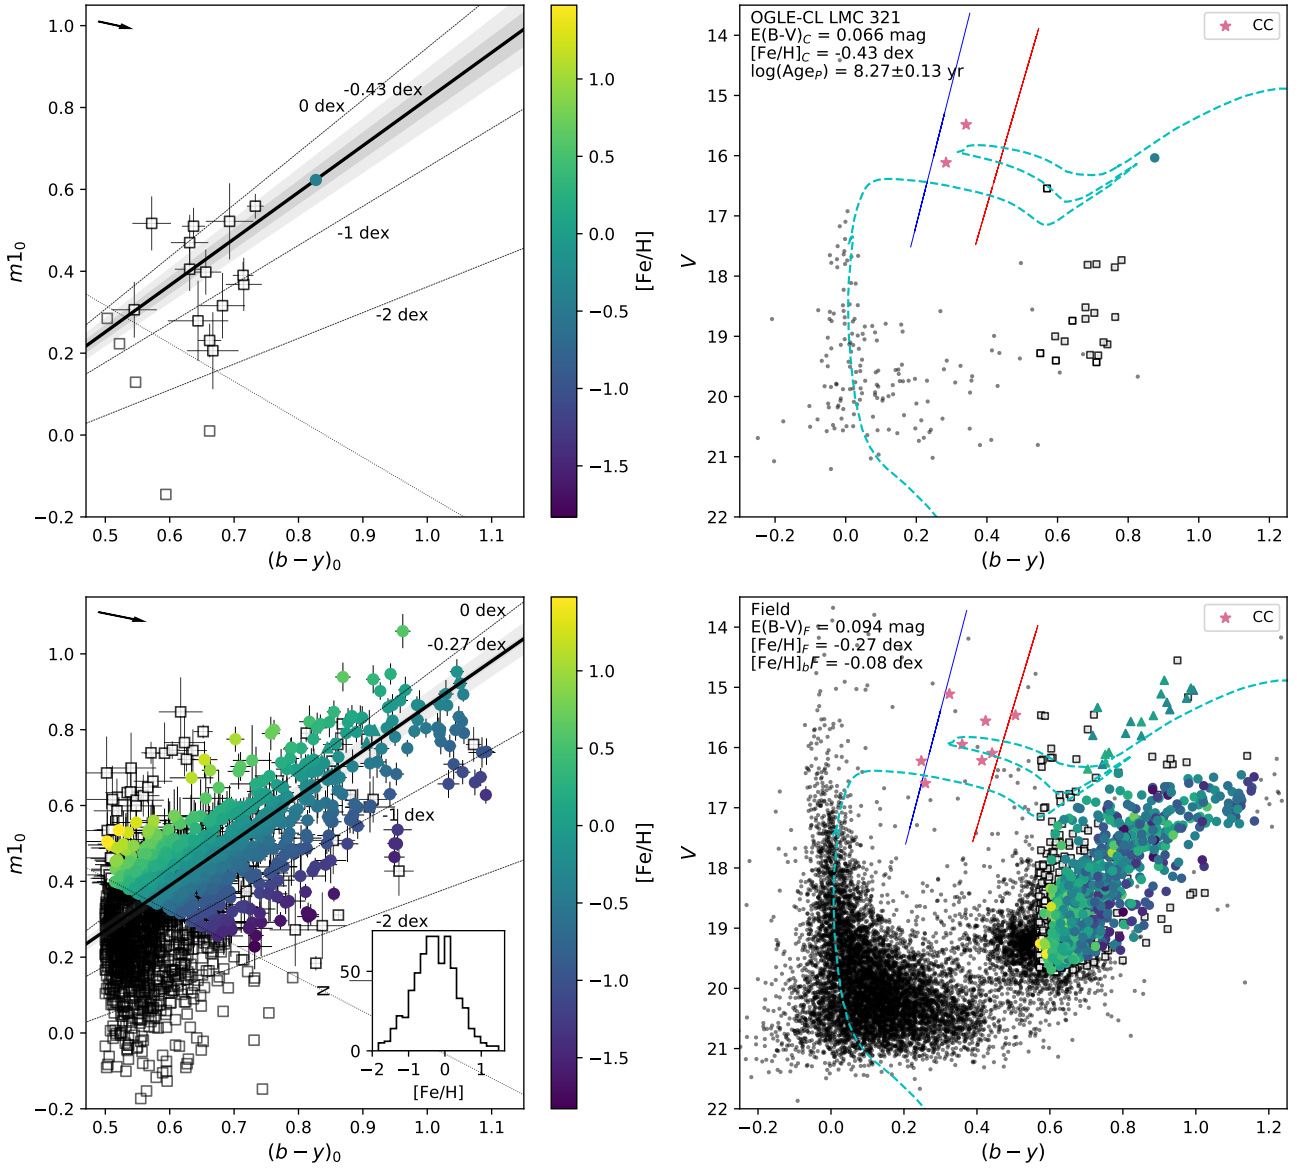 0 dex
-0.43 dex
-1 dex
-2 dex
1.0
0.8
0.6
0.4
0.2
0.0
−0.2
m1₀
0.5 0.6 0.7 0.8 0.9 1.0 1.1
(b − y)₀
1.0
0.5
0.0
−0.5
−1.0
−1.5
[Fe/H]
OGLE-CL LMC 321
E(B-V)C = 0.066 mag
[Fe/H]C = -0.43 dex
log(AgeP) = 8.27±0.13 yr
CC
14
15
16
17
18
19
20
21
22
V
−0.2 0.0 0.2 0.4 0.6 0.8 1.0 1.2
(b − y)
0 dex
-0.27 dex
-1 dex
-2 dex
1.0
0.8
0.6
0.4
0.2
0.0
−0.2
m1₀
50
0
N
−2 −1 0 1
[Fe/H]
0.5 0.6 0.7 0.8 0.9 1.0 1.1
(b − y)₀
1.0
0.5
0.0
−0.5
−1.0
−1.5
[Fe/H]
Field
E(B-V)F = 0.094 mag
[Fe/H]F = -0.27 dex
[Fe/H]bF = -0.08 dex
CC
14
15
16
17
18
19
20
21
22
V
−0.2 0.0 0.2 0.4 0.6 0.8 1.0 1.2
(b − y)